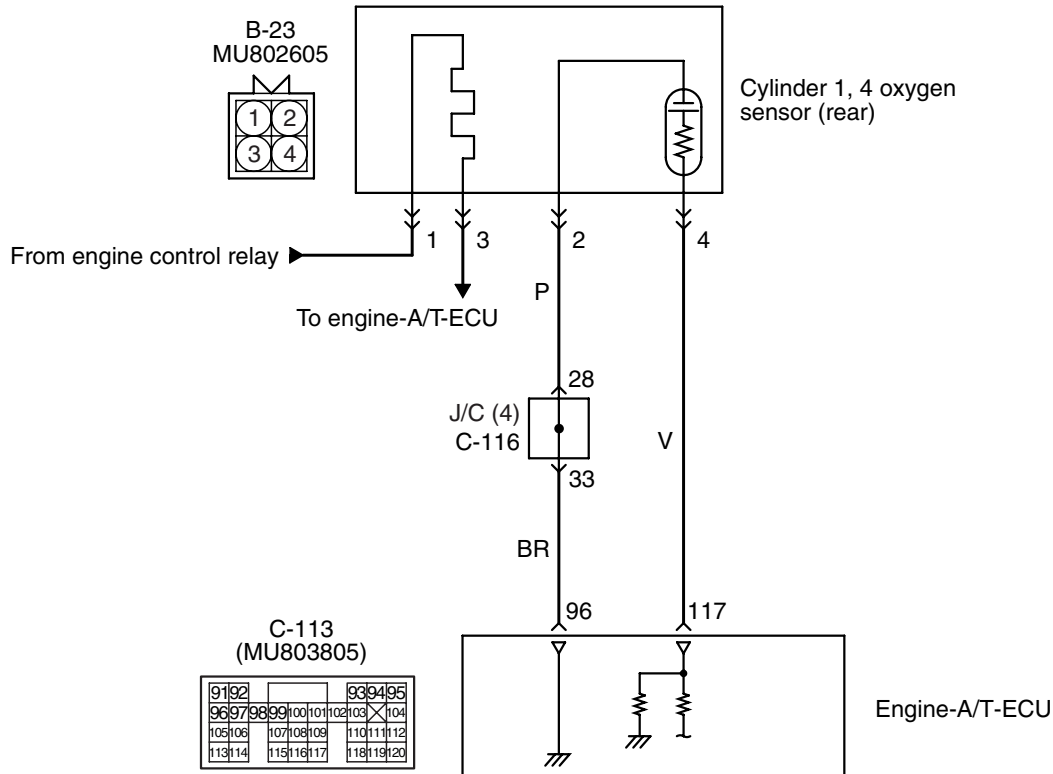 B-23
MU802605
1 2
3 4
Cylinder 1, 4 oxygen
sensor (rear)
1 3 2 4
From engine control relay
To engine-A/T-ECU
P
28
J/C (4)
C-116
V
33
BR
96 117
C-113
(MU803805)
91 92 93 94 95
96 97 98 99 100 101 102 103 104
105 106 107 108 109 110 111 112
113 114 115 116 117 118 119 120
Engine-A/T-ECU